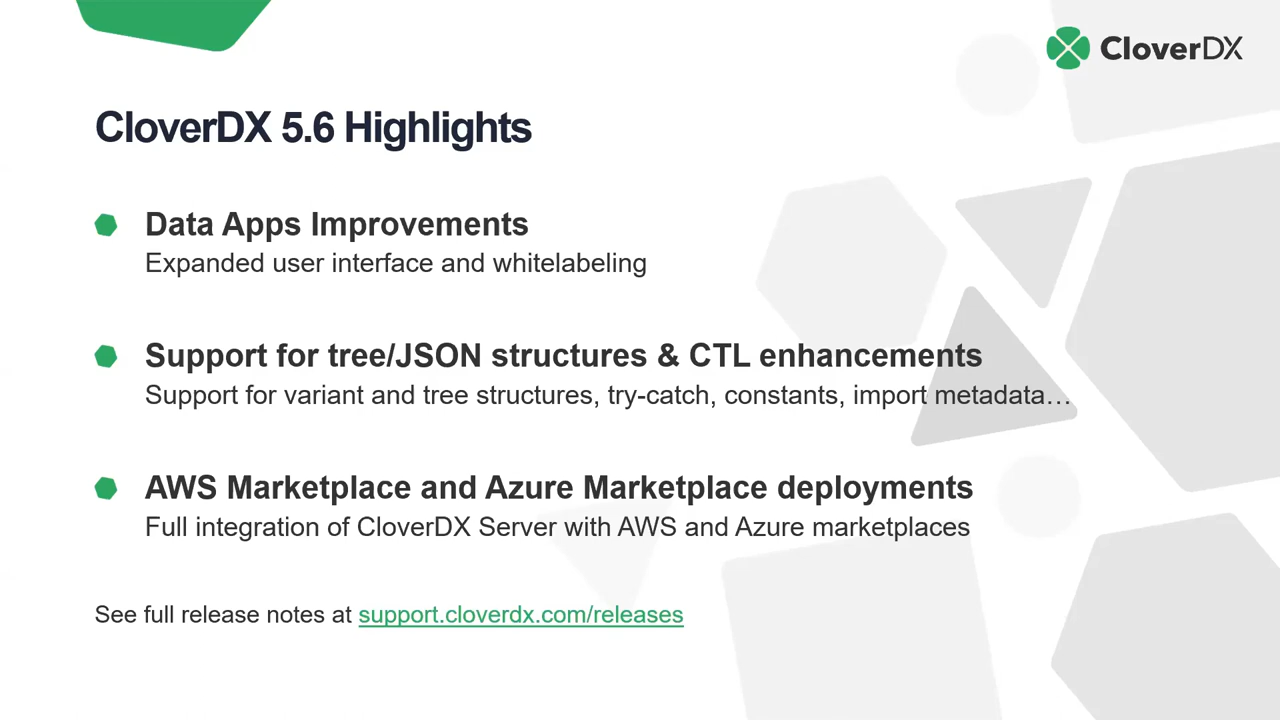 CloverDX
CloverDX 5.6 Highlights
Data Apps Improvements
Expanded user interface and whitelabeling
Support for tree/JSON structures & CTL enhancements
Support for variant and tree structures, try-catch, constants, import metadata…
AWS Marketplace and Azure Marketplace deployments
Full integration of CloverDX Server with AWS and Azure marketplaces
See full release notes at support.cloverdx.com/releases